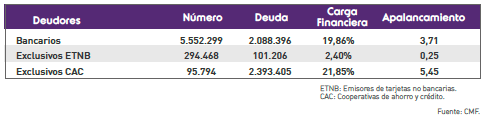 Deudores Número Deuda Carga Financiera Apalancamiento
Bancarios 5.552.299 2.088.396 19,86% 3,71
Exclusivos ETNB 294.468 101.206 2,40% 0,25
Exclusivos CAC 95.794 2.393.405 21,85% 5,45
ETNB: Emisores de tarjetas no bancarias.
CAC: Cooperativas de ahorro y crédito.
Fuente: CMF.